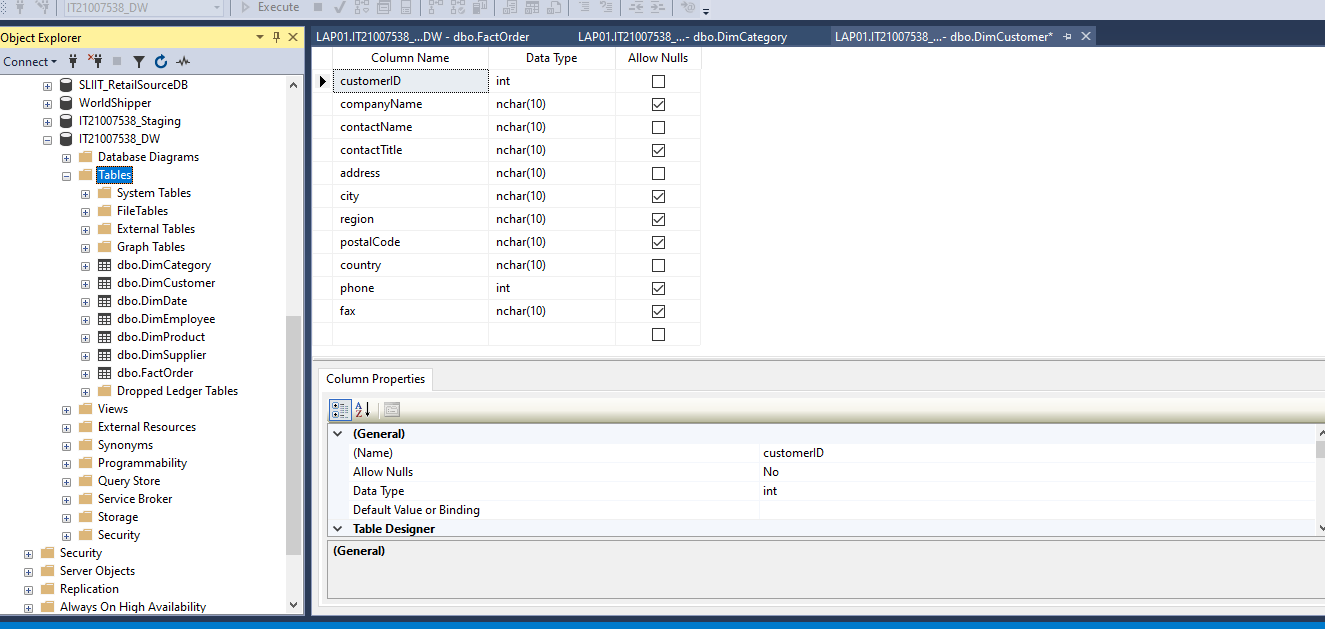 IT21007538_DW
Execute
Object Explorer
Connect
SLIIT_RetailSourceDB
WorldShipper
IT21007538_Staging
IT21007538_DW
Database Diagrams
Tables
System Tables
FileTables
External Tables
Graph Tables
dbo.DimCategory
dbo.DimCustomer
dbo.DimDate
dbo.DimEmployee
dbo.DimProduct
dbo.DimSupplier
dbo.FactOrder
Dropped Ledger Tables
Views
External Resources
Synonyms
Programmability
Query Store
Service Broker
Storage
Security
Security
Server Objects
Replication
Always On High Availability
LAP01.IT21007538_...DW - dbo.FactOrder LAP01.IT21007538_...- dbo.DimCategory LAP01.IT21007538_...- dbo.DimCustomer*
Column Name Data Type Allow Nulls
customerID int
companyName nchar(10)
contactName nchar(10)
contactTitle nchar(10)
address nchar(10)
city nchar(10)
region nchar(10)
postalCode nchar(10)
country nchar(10)
phone int
fax nchar(10)
Column Properties
(General)
(Name) customerID
Allow Nulls No
Data Type int
Default Value or Binding
Table Designer
(General)